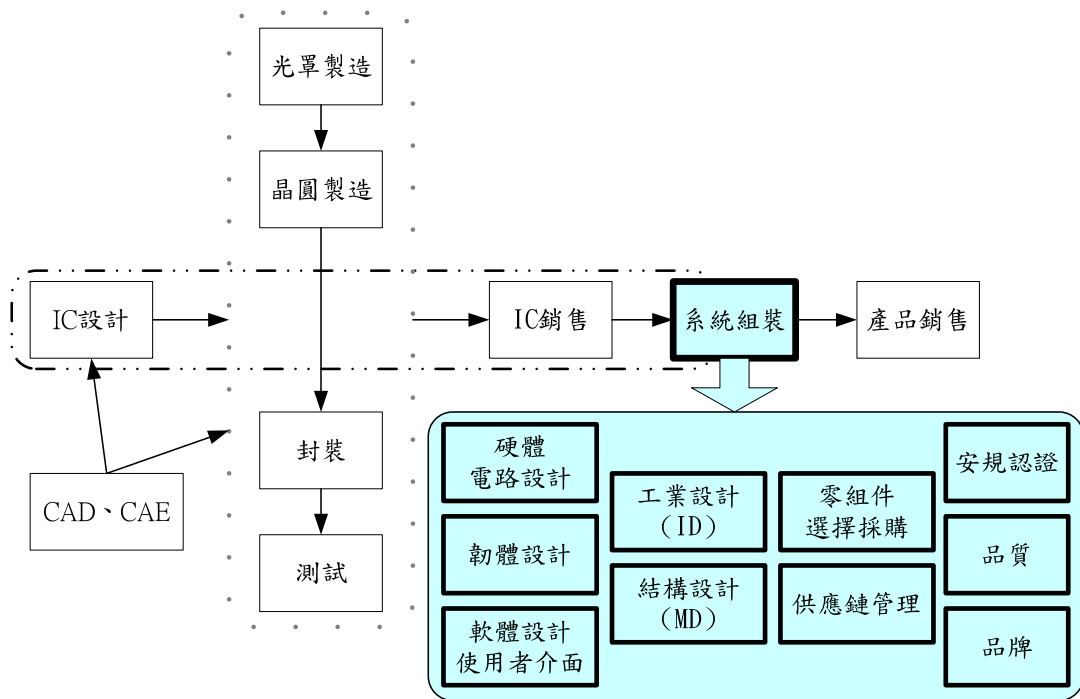 光罩製造
晶圓製造
IC設計
IC銷售
系統組裝
產品銷售
CAD、CAE
封裝
測試
硬體
電路設計
韌體設計
軟體設計
使用者介面
工業設計
(ID)
結構設計
(MD)
零組件
選擇採購
供應鏈管理
安規認證
品質
品牌